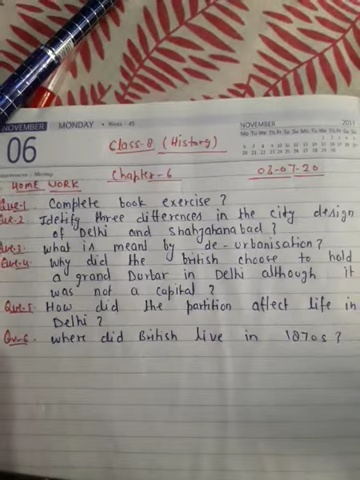 NOVEMBER
MONDAY • Week 45
NOVEMBER
06
Class-8 (History)
Chapter-6
03-07-20
HOME WORK
Que-1 Complete book exercise?
Que-2 Idetify three differences in the city design
of Delhi and shahjahanabad?
Que-3 what is meant by de-urbanisation?
Que-4 Why did the british choose to hold
a grand Durbar in Delhi although it
was not a capital?
Que-5 How did the partition affect life in
Delhi?
Qu-6 where did British live in 1870s?